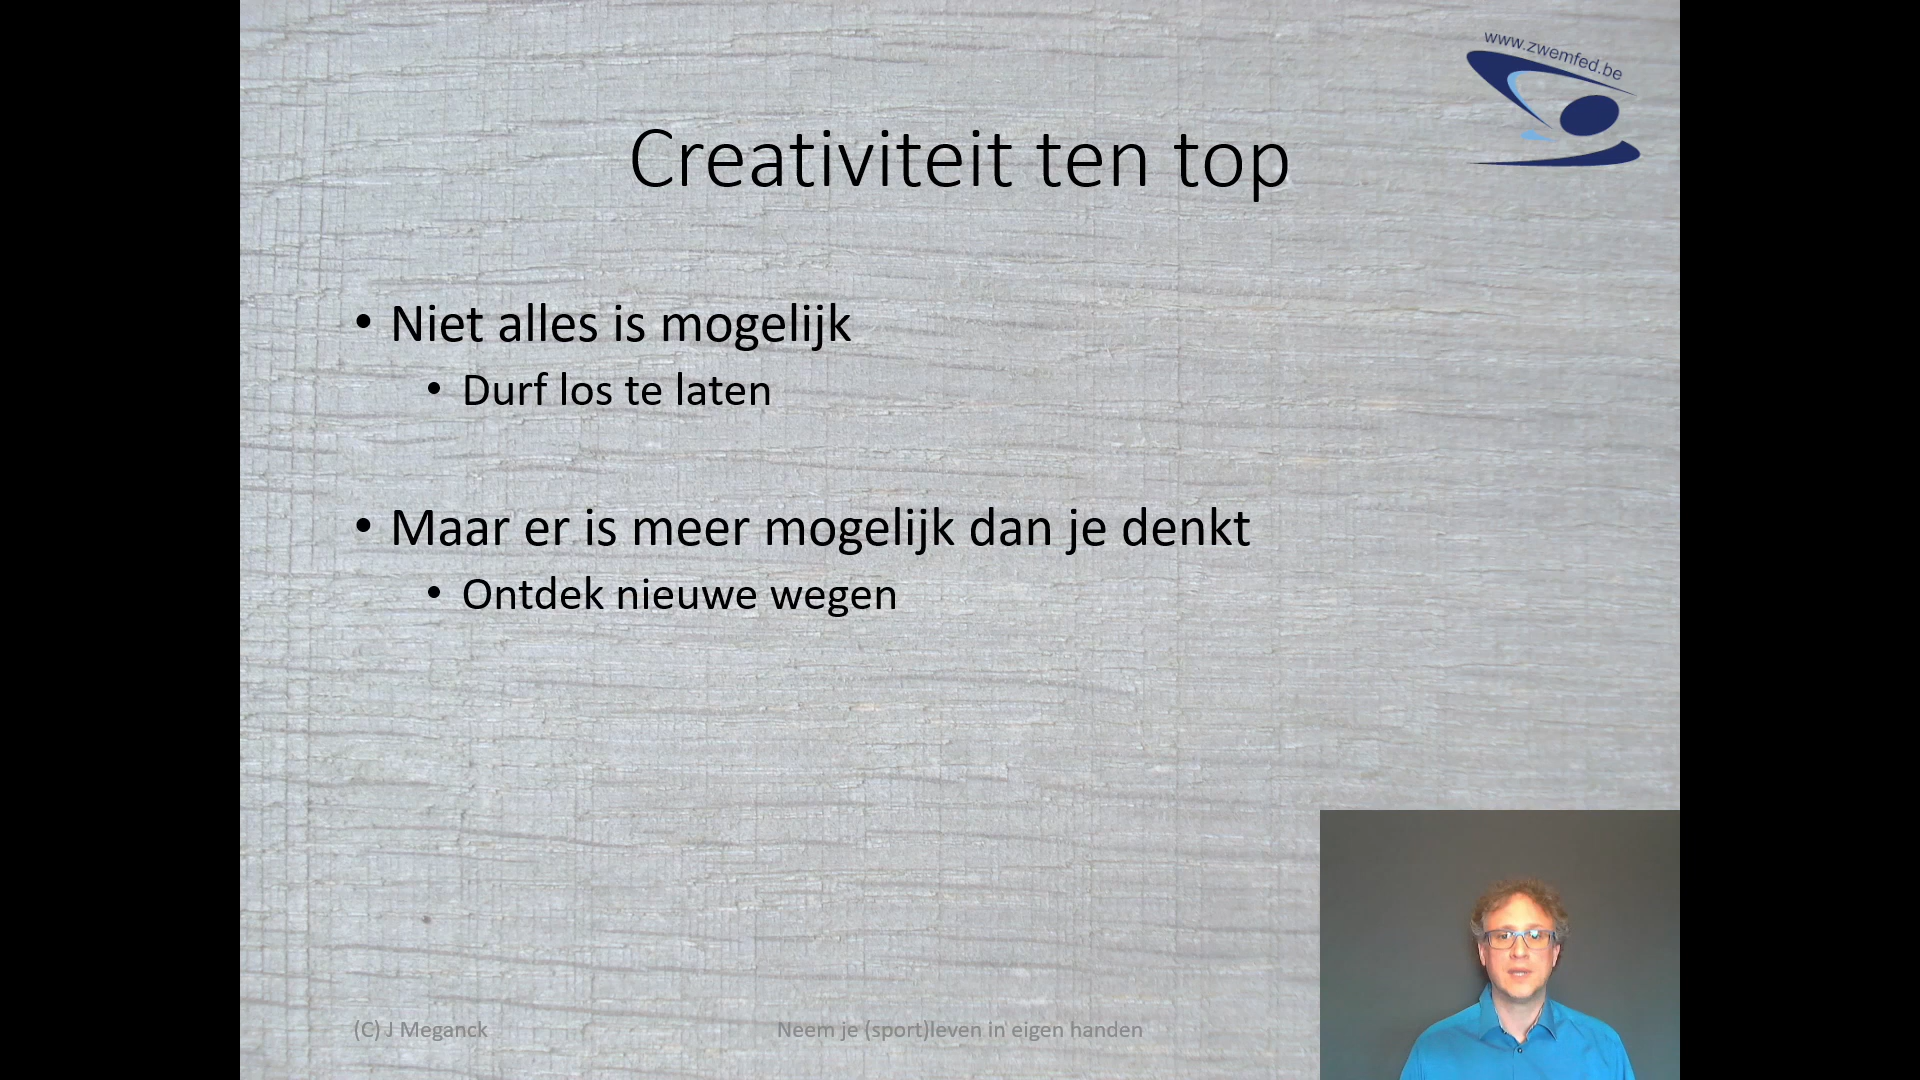 www.zwemfed.be
Creativiteit ten top
• Niet alles is mogelijk
• Durf los te laten
• Maar er is meer mogelijk dan je denkt
• Ontdek nieuwe wegen
(C) J Meganck
Neem je (sport)leven in eigen handen